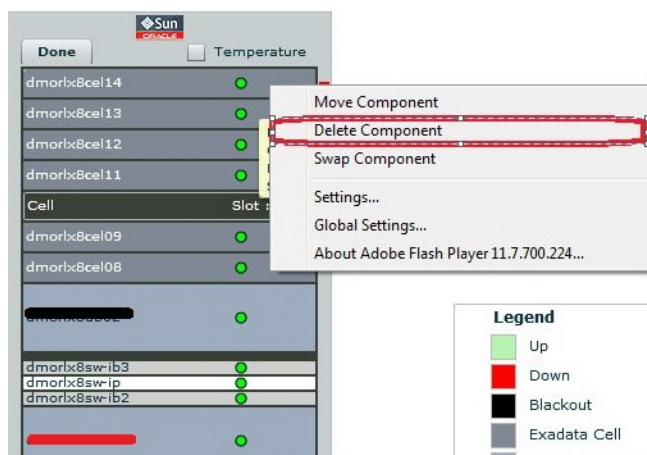 Sun
ORACLE
Done
Temperature
dmorlx8cel14
dmorlx8cel13
dmorlx8cel12
dmorlx8cel11
Cell Slot :
dmorlx8cel09
dmorlx8cel08
dmorlx8sw-ib3
dmorlx8sw-ip
dmorlx8sw-ib2
Move Component
Delete Component
Swap Component
Settings...
Global Settings...
About Adobe Flash Player 11.7.700.224...
Legend
Up
Down
Blackout
Exadata Cell